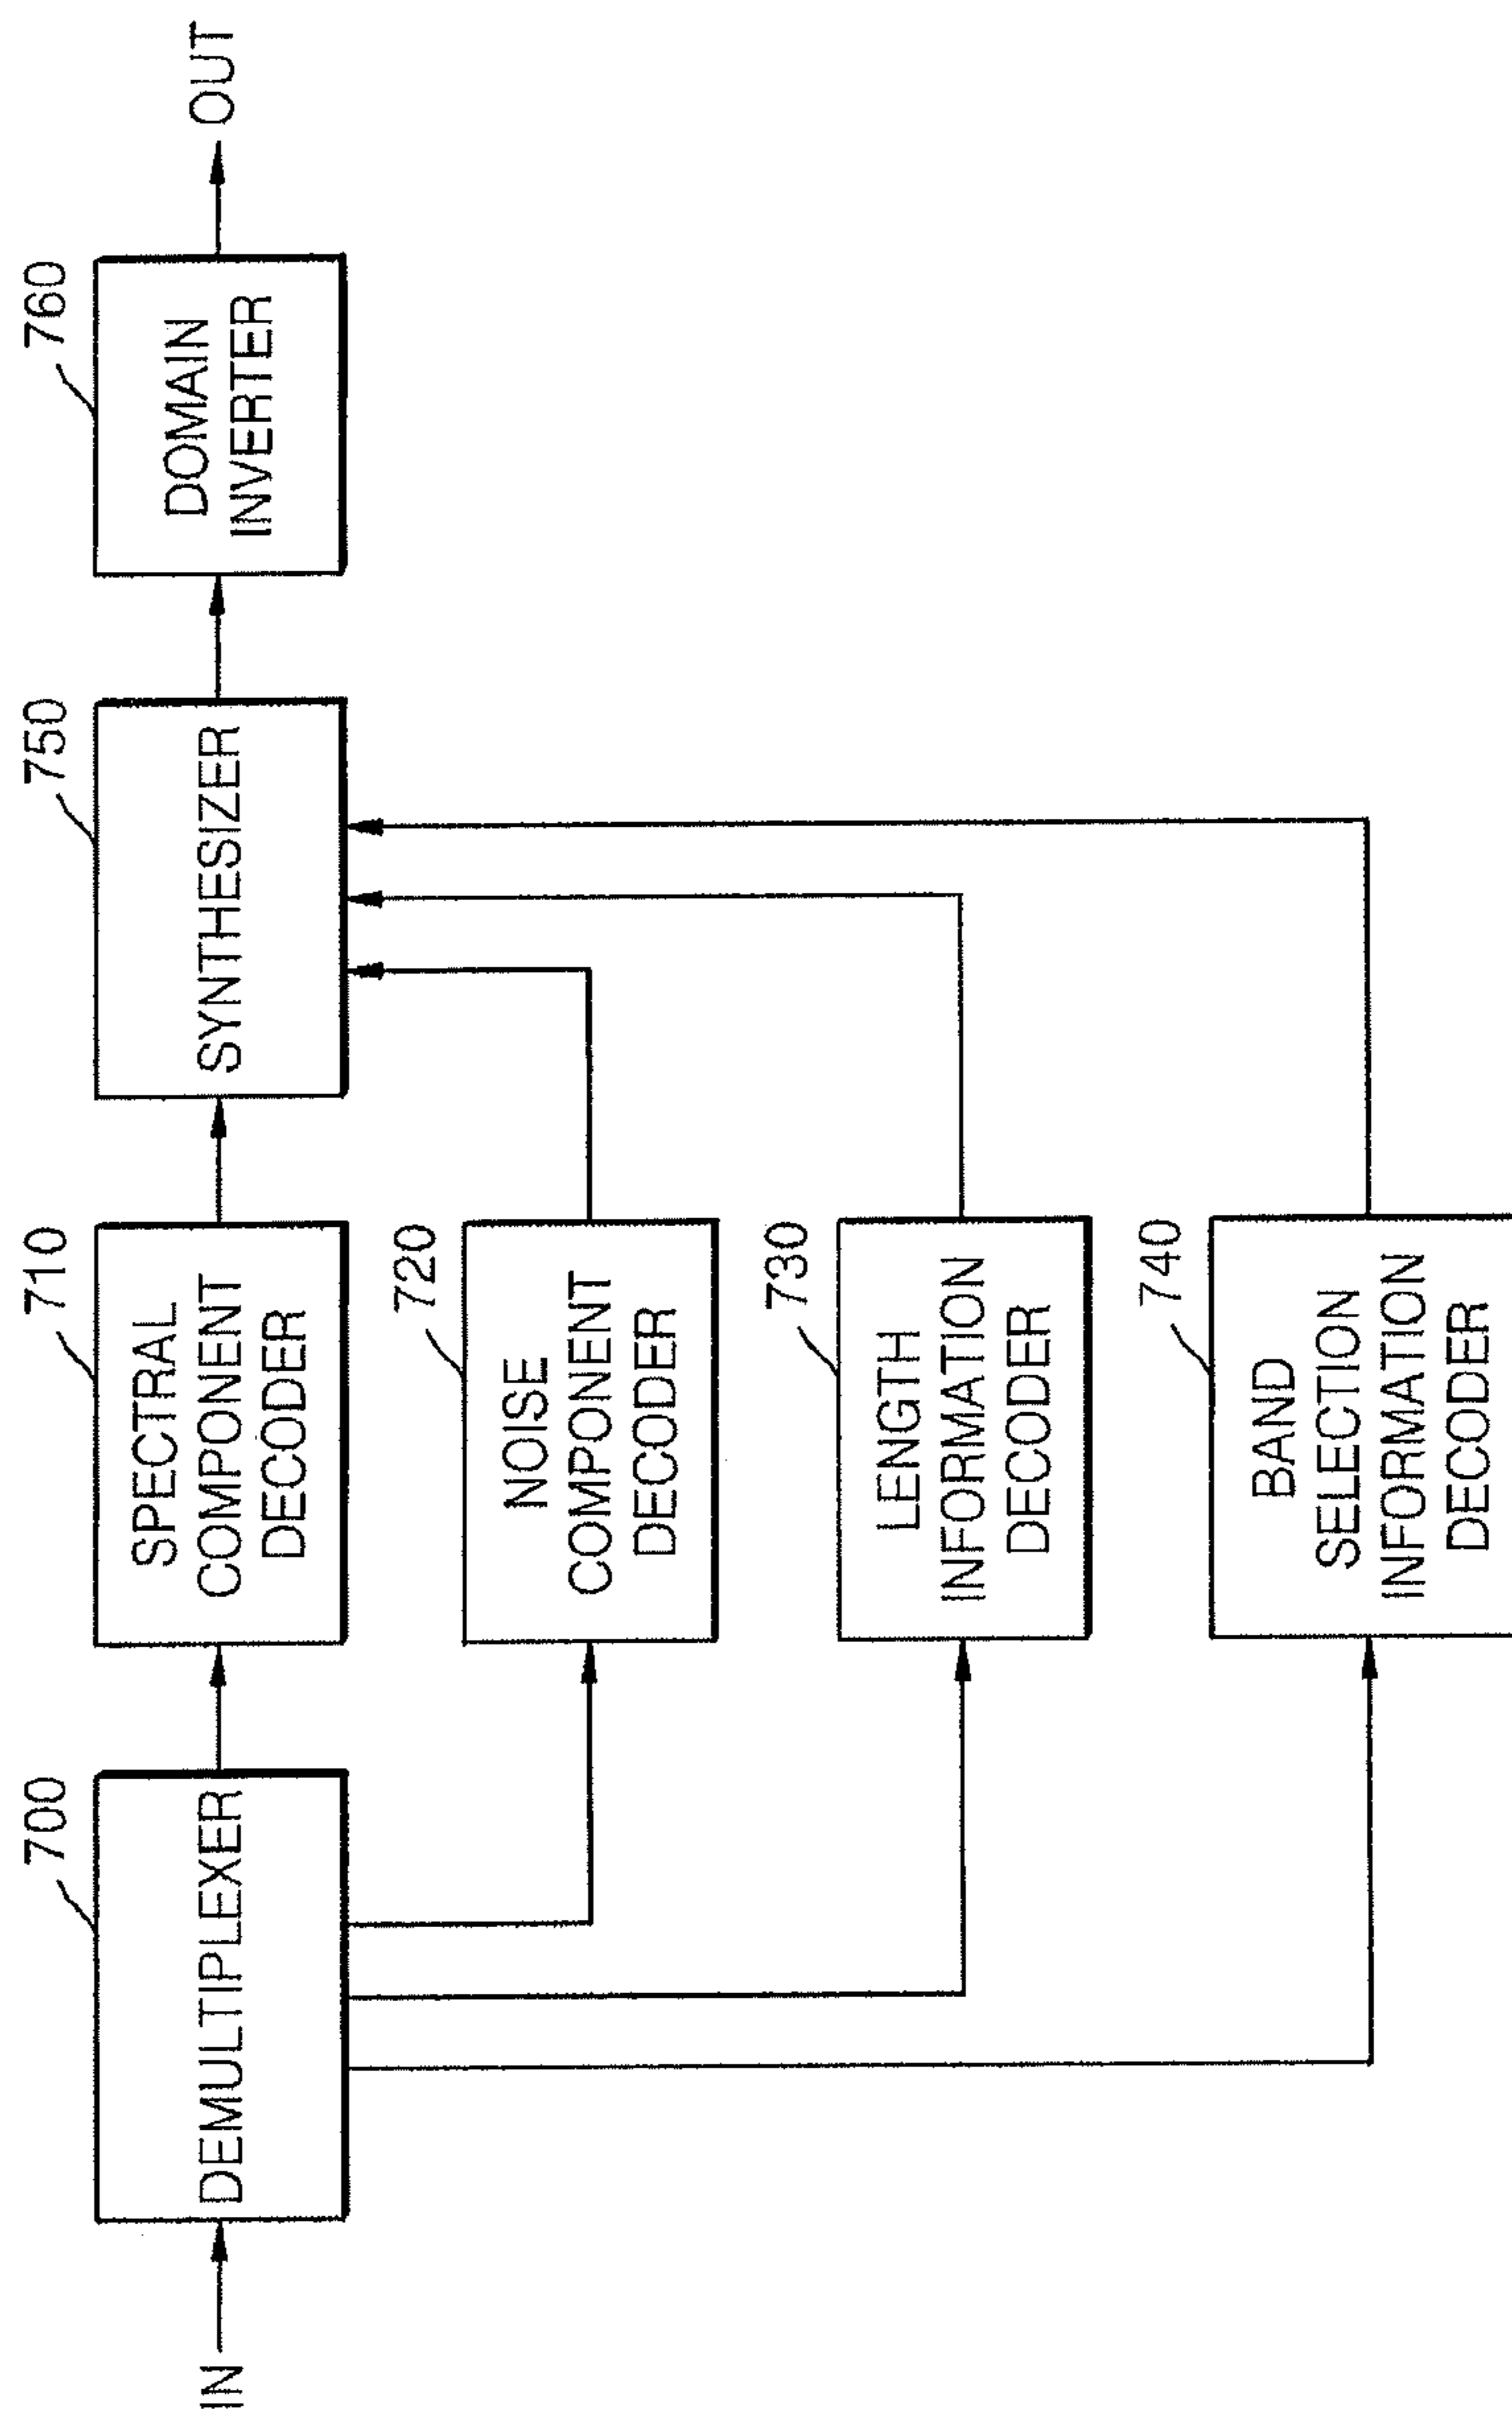 IN
700
DEMULTIPLEXER
710
SPECTRAL
COMPONENT
DECODER
750
SYNTHESIZER
760
DOMAIN
INVERTER
OUT
720
NOISE
COMPONENT
DECODER
730
LENGTH
INFORMATION
DECODER
740
BAND
SELECTION
INFORMATION
DECODER